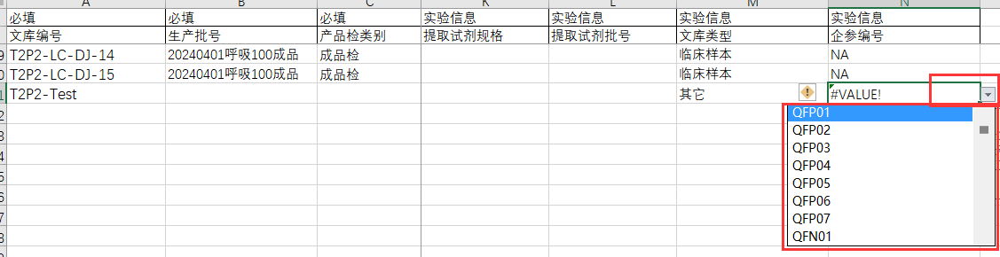 A B C K L M N
必填 必填 必填 实验信息 实验信息 实验信息 实验信息
文库编号 生产批号 产品检类别 提取试剂规格 提取试剂批号 文库类型 企参编号
T2P2-LC-DJ-14 20240401呼吸100成品 成品检 临床样本 NA
T2P2-LC-DJ-15 20240401呼吸100成品 成品检 临床样本 NA
T2P2-Test 其它 #VALUE!
QFP01
QFP02
QFP03
QFP04
QFP05
QFP06
QFP07
QFN01